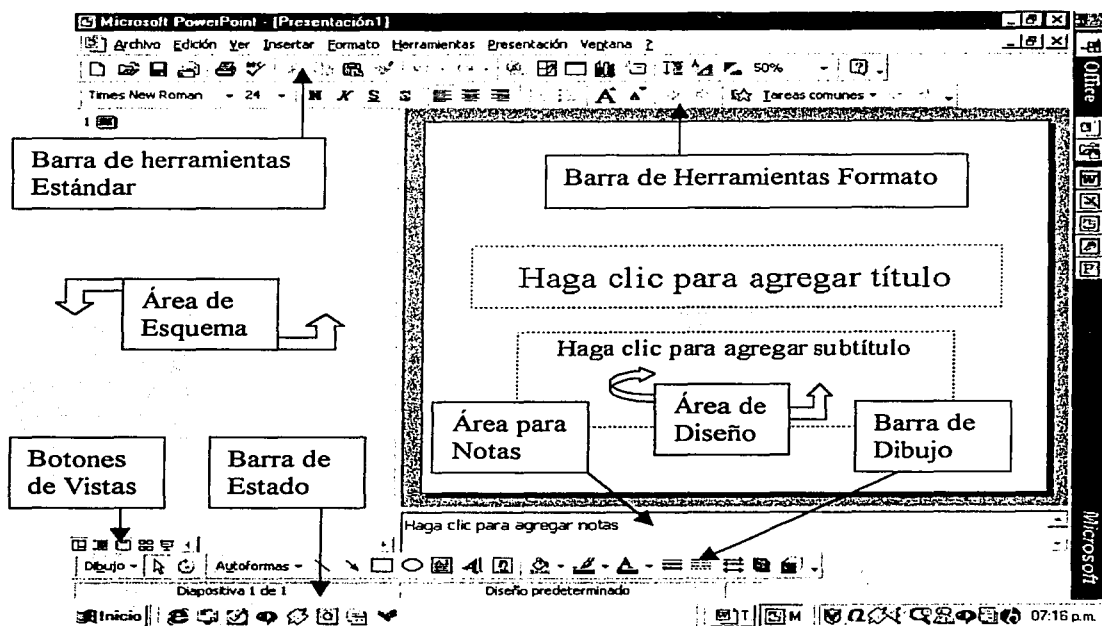 Microsoft PowerPoint - [Presentación1]
Archivo Edición Ver Insertar Formato Herramientas Presentación Ventana ?
50%
Times New Roman 24 N K S S Tareas comunes
1
Barra de herramientas
Estándar
Barra de Herramientas Formato
Haga clic para agregar título
Área de
Esquema
Haga clic para agregar subtítulo
Área para
Notas
Área de
Diseño
Barra de
Dibujo
Botones
de Vistas
Barra de
Estado
Haga clic para agregar notas
Dibujo Autoformas
Diapositiva 1 de 1 Diseño predeterminado
Inicio T M 07:16 p.m.
Office
Microsoft